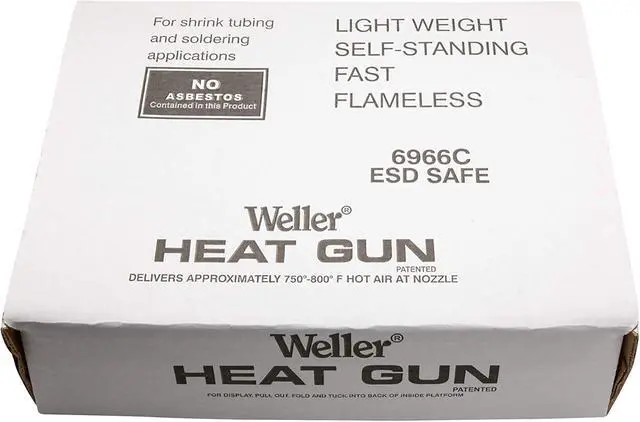 For shrink tubing
and soldering
applications
NO
ASBESTOS
Contained in this Product
LIGHT WEIGHT
SELF-STANDING
FAST
FLAMELESS
6966C
ESD SAFE
Weller®
HEAT GUN
PATENTED
DELIVERS APPROXIMATELY 750°-800° F HOT AIR AT NOZZLE
Weller®
HEAT GUN
PATENTED
FOR DISPLAY, PULL OUT, FOLD AND TUCK INTO BACK OF INSIDE PLATFORM